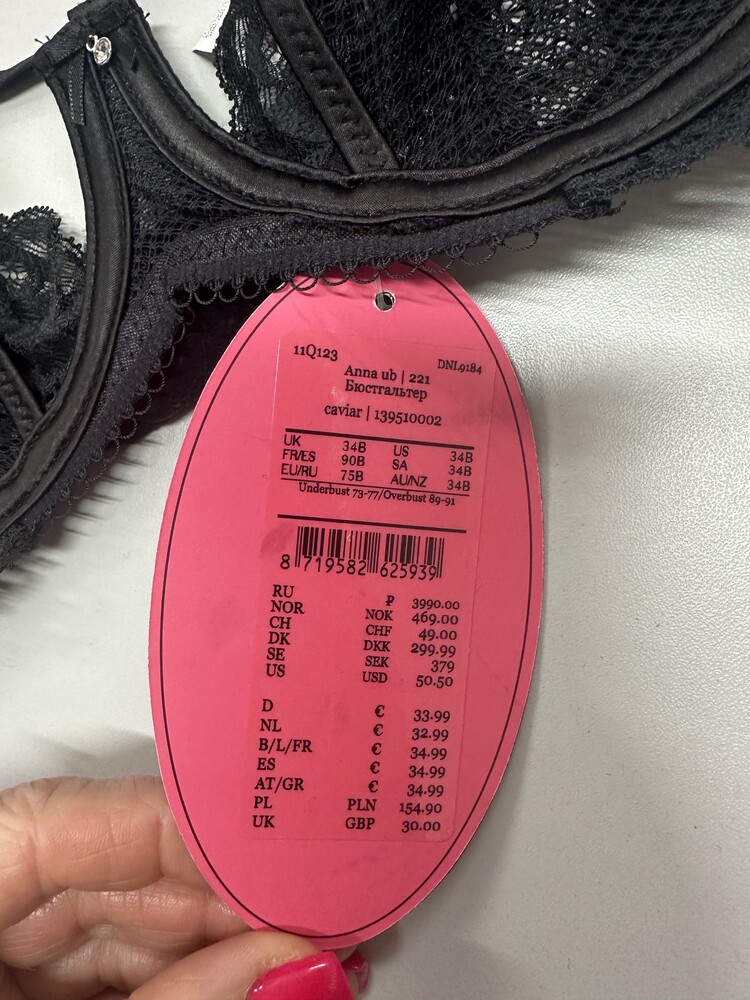 11Q123 DNL9184
Anna ub | 221
Бюстгальтер
caviar | 139510002
UK 34B US 34B
FR/ES 90B SA 34B
EU/RU 75B AU/NZ 34B
Underbust 73-77/Overbust 89-91
8 719582 625939
RU ₽ 3990.00
NOR NOK 469.00
CH CHF 49.00
DK DKK 299.99
SE SEK 379
US USD 50.50
D € 33.99
NL € 32.99
B/L/FR € 34.99
ES € 34.99
AT/GR € 34.99
PL PLN 154.90
UK GBP 30.00